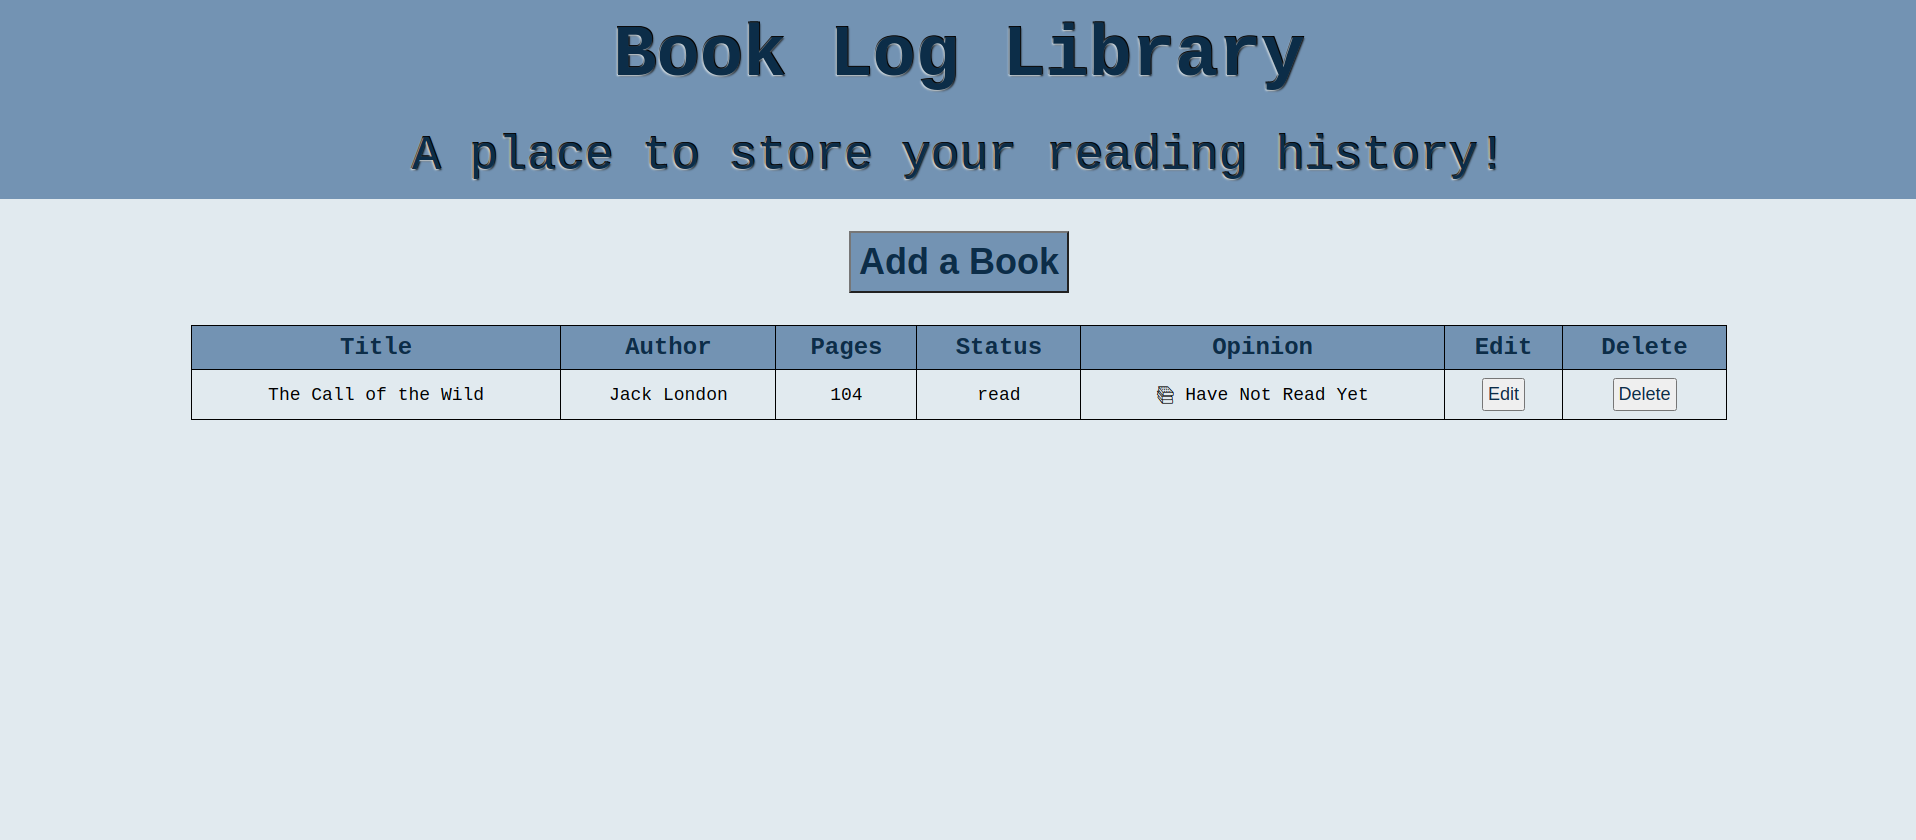 Book Log Library
A place to store your reading history!
Add a Book
Title Author Pages Status Opinion Edit Delete
The Call of the Wild Jack London 104 read 📚 Have Not Read Yet Edit Delete